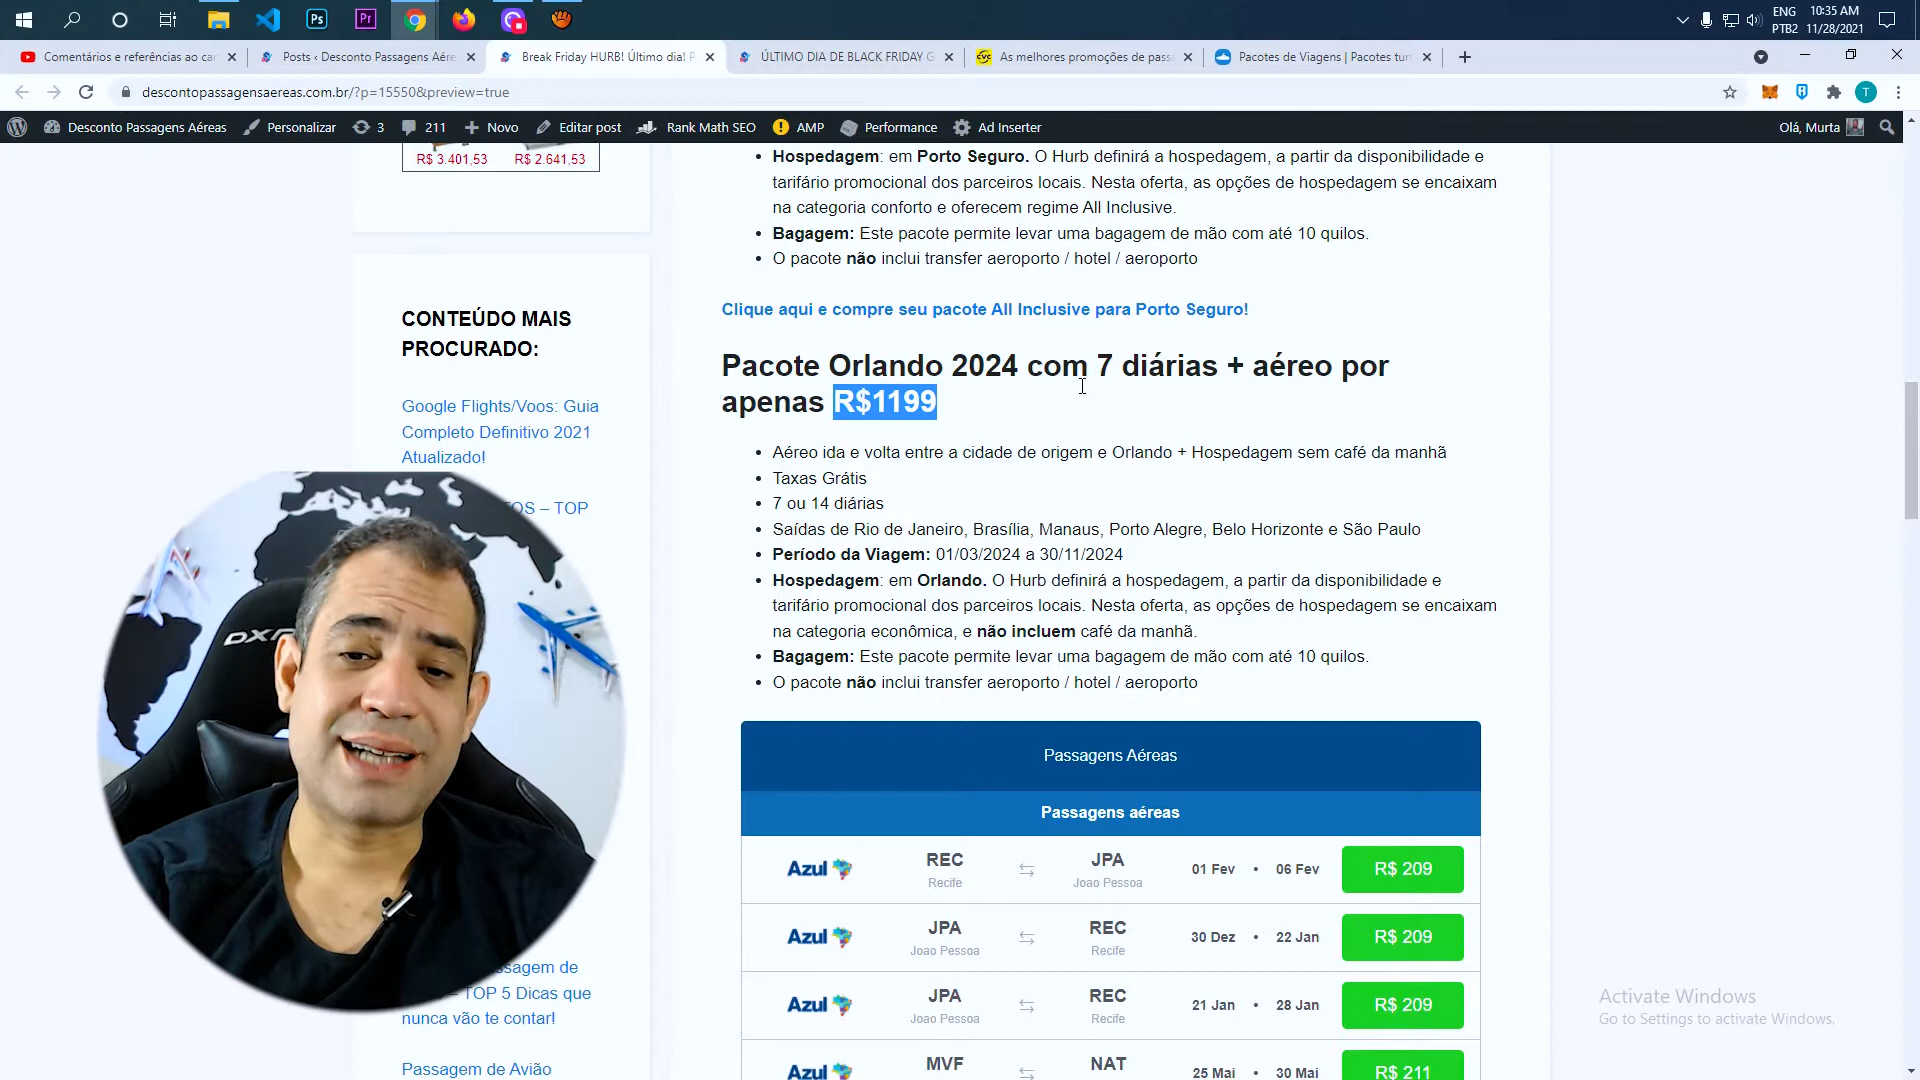 ENG
10:35 AM
PTB2
11/28/2021
Ps
Pr
Comentários e referências ao can
Posts ‹ Desconto Passagens Aére
Break Friday HURB! Último dia! P
ÚLTIMO DIA DE BLACK FRIDAY G
CVC
As melhores promoções de passa
Pacotes de Viagens | Pacotes turí
descontopassagensaereas.com.br/?p=15550&preview=true
T
Desconto Passagens Aéreas
Personalizar
3
211
Novo
Editar post
Rank Math SEO
AMP
Performance
Ad Inserter
Olá, Murta
R$ 3.401,53
R$ 2.641,53
CONTEÚDO MAIS
PROCURADO:
Google Flights/Voos: Guia
Completo Definitivo 2021
Atualizado!
OS – TOP
ssagem de
– TOP 5 Dicas que
nunca vão te contar!
Passagem de Avião
DXR
• Hospedagem: em Porto Seguro. O Hurb definirá a hospedagem, a partir da disponibilidade e
tarifário promocional dos parceiros locais. Nesta oferta, as opções de hospedagem se encaixam
na categoria conforto e oferecem regime All Inclusive.
• Bagagem: Este pacote permite levar uma bagagem de mão com até 10 quilos.
• O pacote não inclui transfer aeroporto / hotel / aeroporto
Clique aqui e compre seu pacote All Inclusive para Porto Seguro!
Pacote Orlando 2024 com 7 diárias + aéreo por
apenas R$1199
• Aéreo ida e volta entre a cidade de origem e Orlando + Hospedagem sem café da manhã
• Taxas Grátis
• 7 ou 14 diárias
• Saídas de Rio de Janeiro, Brasília, Manaus, Porto Alegre, Belo Horizonte e São Paulo
• Período da Viagem: 01/03/2024 a 30/11/2024
• Hospedagem: em Orlando. O Hurb definirá a hospedagem, a partir da disponibilidade e
tarifário promocional dos parceiros locais. Nesta oferta, as opções de hospedagem se encaixam
na categoria econômica, e não incluem café da manhã.
• Bagagem: Este pacote permite levar uma bagagem de mão com até 10 quilos.
• O pacote não inclui transfer aeroporto / hotel / aeroporto
Passagens Aéreas
Passagens aéreas
Azul REC JPA 01 Fev • 06 Fev R$ 209
Recife Joao Pessoa
Azul JPA REC 30 Dez • 22 Jan R$ 209
Joao Pessoa Recife
Azul JPA REC 21 Jan • 28 Jan R$ 209
Joao Pessoa Recife
Azul MVF NAT 25 Mai • 30 Mai R$ 211
Activate Windows
Go to Settings to activate Windows.